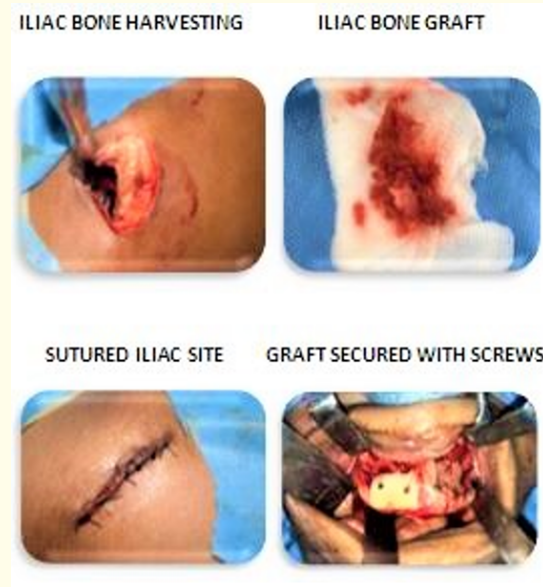 ILIAC BONE HARVESTING
ILIAC BONE GRAFT
SUTURED ILIAC SITE
GRAFT SECURED WITH SCREWS